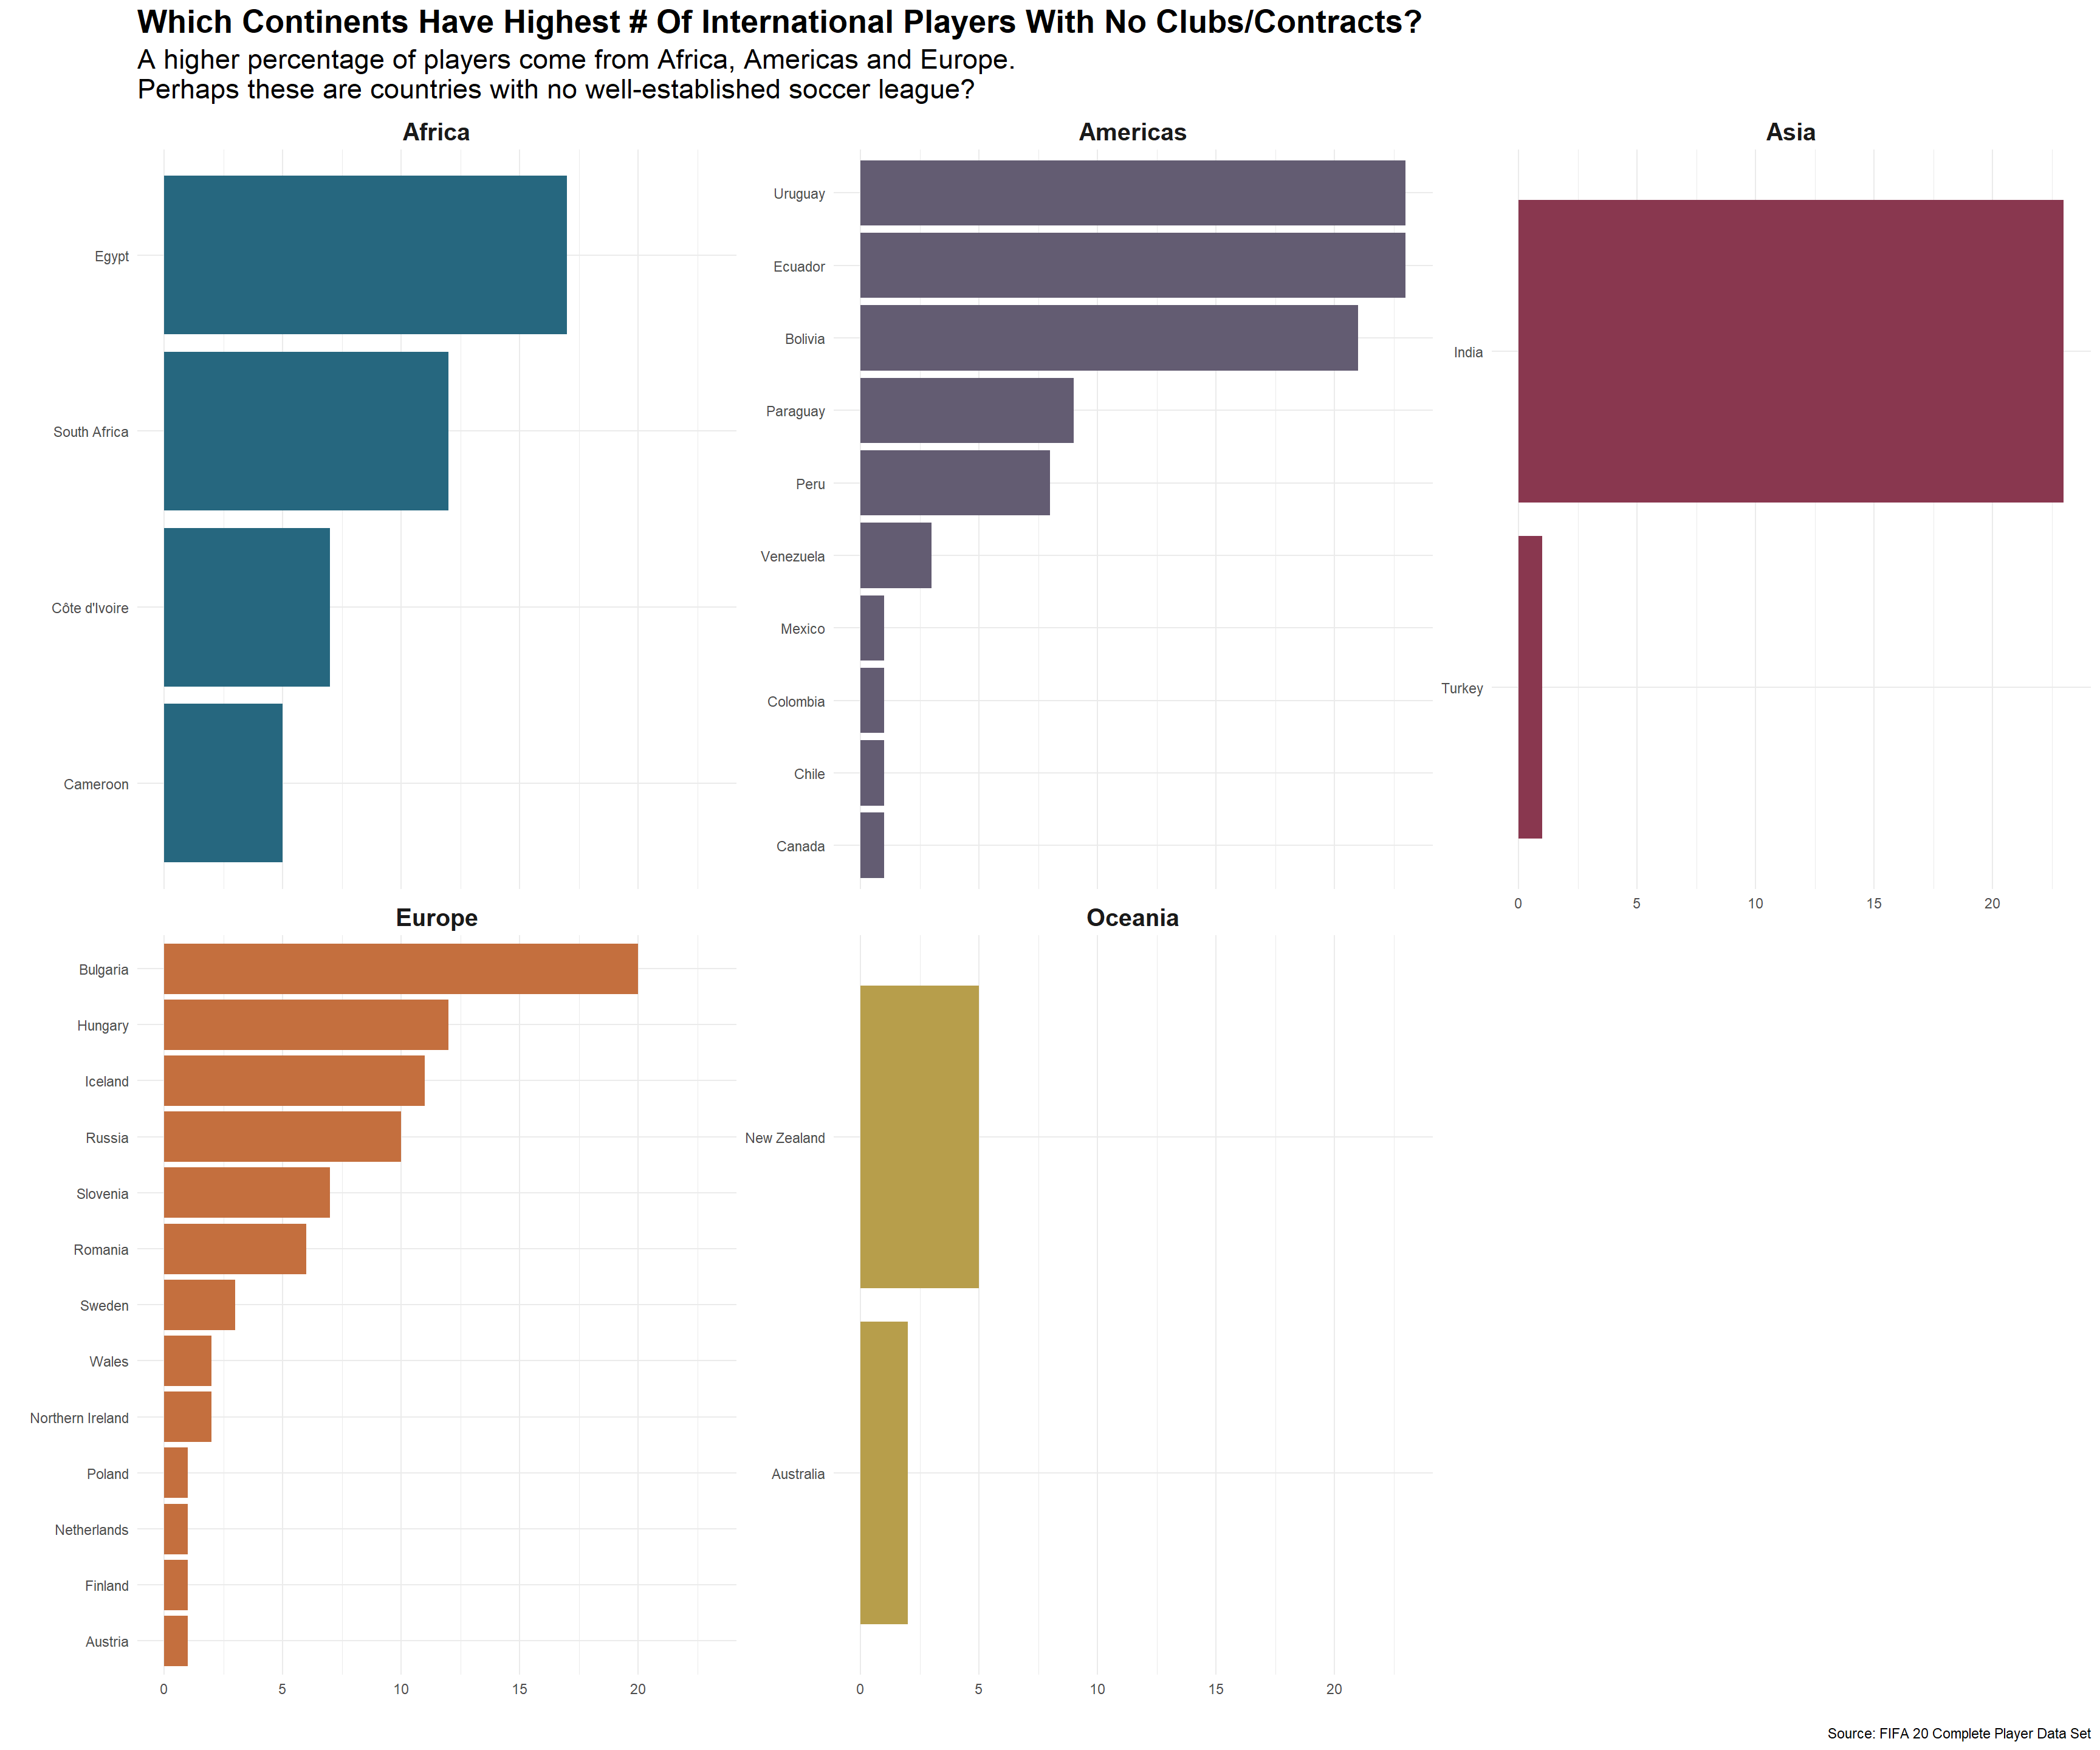 Which Continents Have Highest # Of International Players With No Clubs/Contracts?
A higher percentage of players come from Africa, Americas and Europe.
Perhaps these are countries with no well-established soccer league?
Africa
Egypt
South Africa
Côte d'Ivoire
Cameroon
Americas
Uruguay
Ecuador
Bolivia
Paraguay
Peru
Venezuela
Mexico
Colombia
Chile
Canada
Asia
India
Turkey
0 5 10 15 20
Europe
Bulgaria
Hungary
Iceland
Russia
Slovenia
Romania
Sweden
Wales
Northern Ireland
Poland
Netherlands
Finland
Austria
0 5 10 15 20
Oceania
New Zealand
Australia
0 5 10 15 20
Source: FIFA 20 Complete Player Data Set